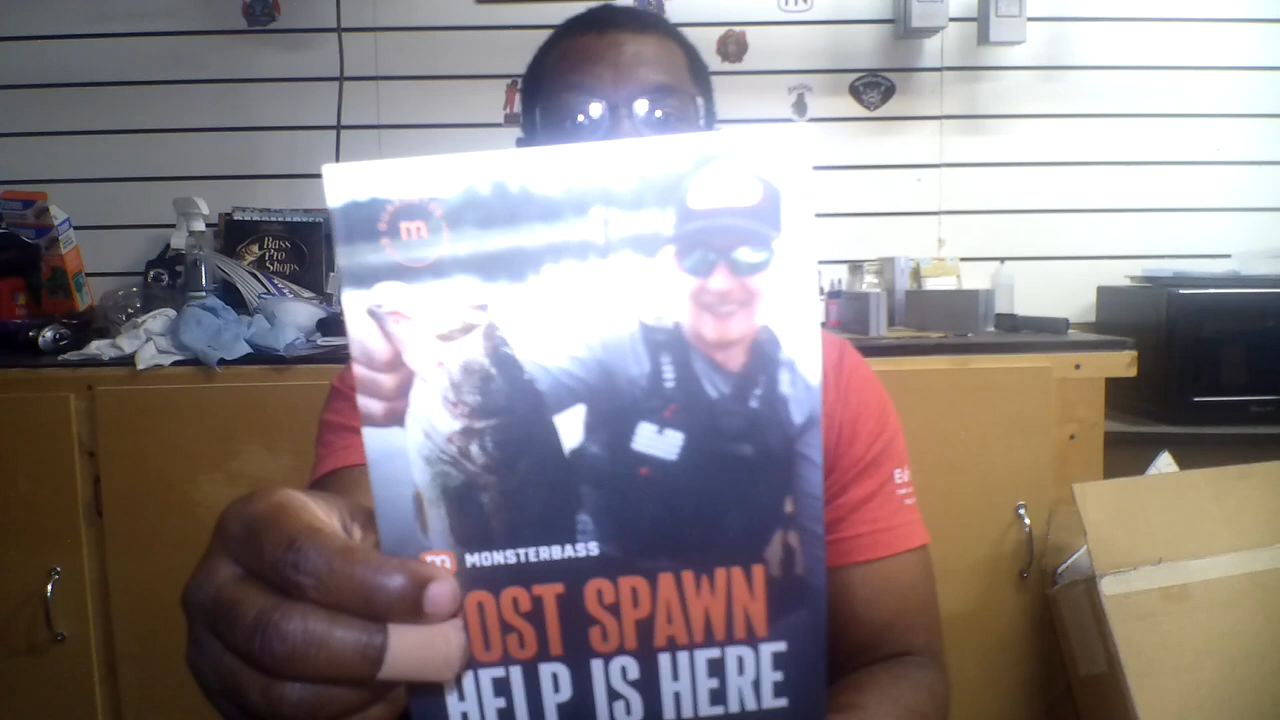 Bass
Pro
Shops
m
m MONSTERBASS
OST SPAWN
HELP IS HERE